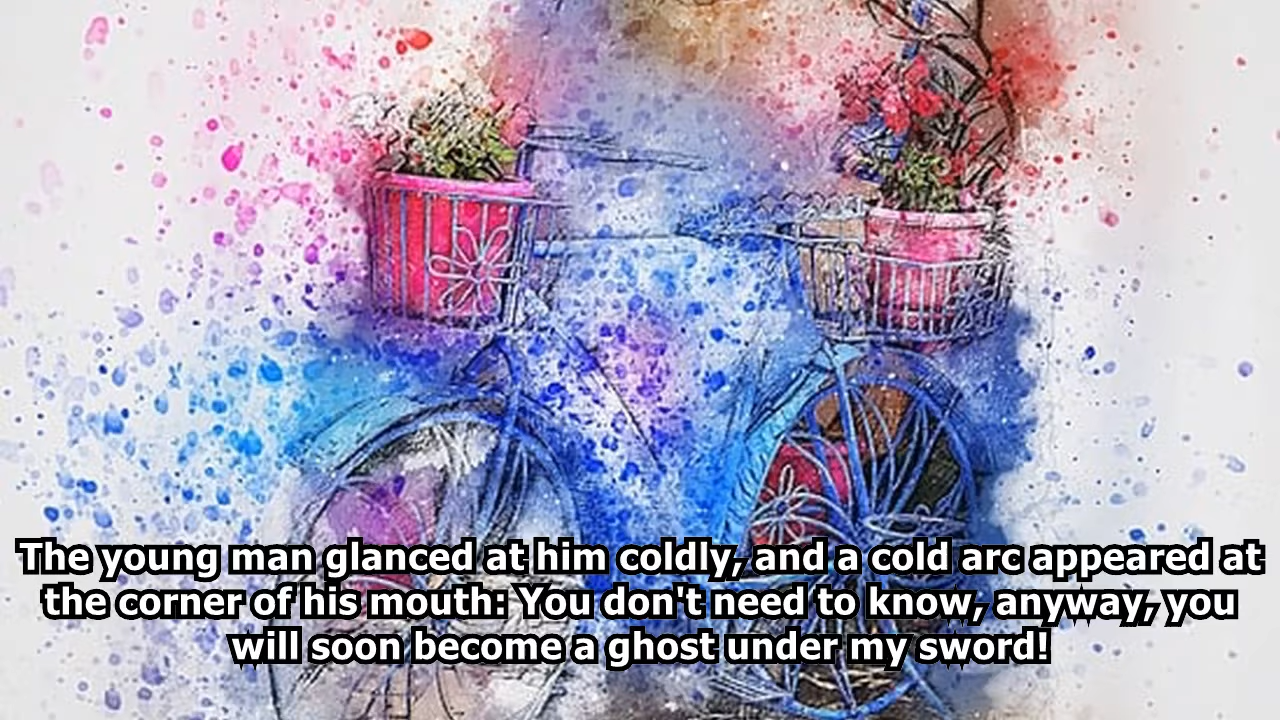 The young man glanced at him coldly, and a cold arc appeared at
the corner of his mouth: You don't need to know, anyway, you
will soon become a ghost under my sword!